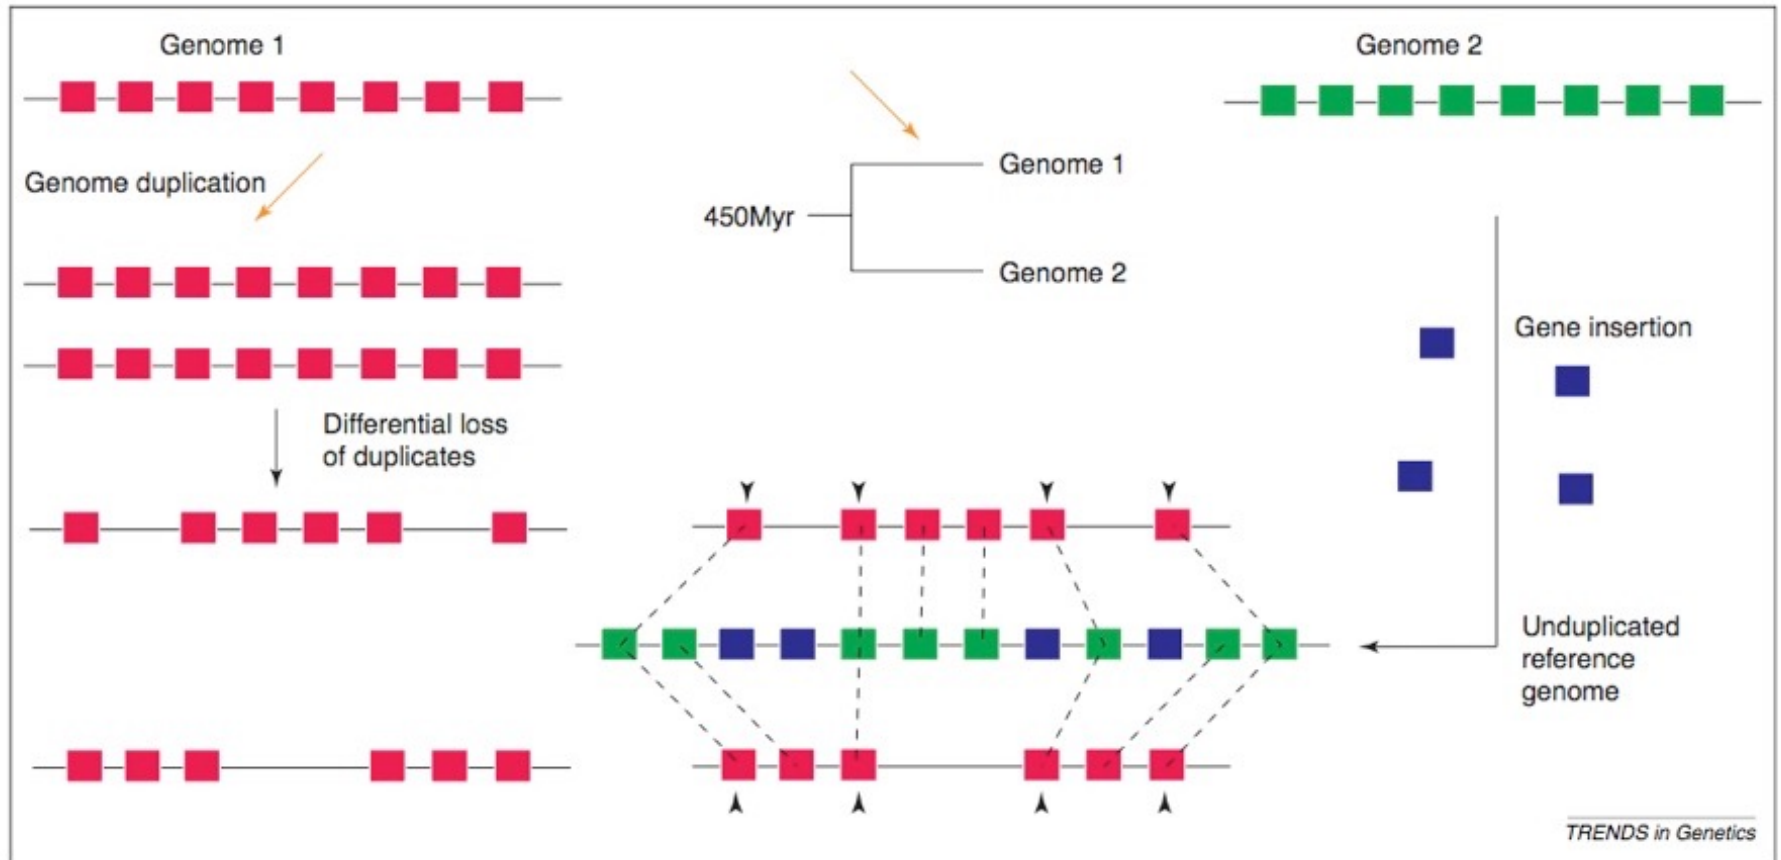 Genome 1
Genome 2
Genome duplication
Genome 1
450Myr
Genome 2
Gene insertion
Differential loss
of duplicates
Unduplicated
reference
genome
TRENDS in Genetics